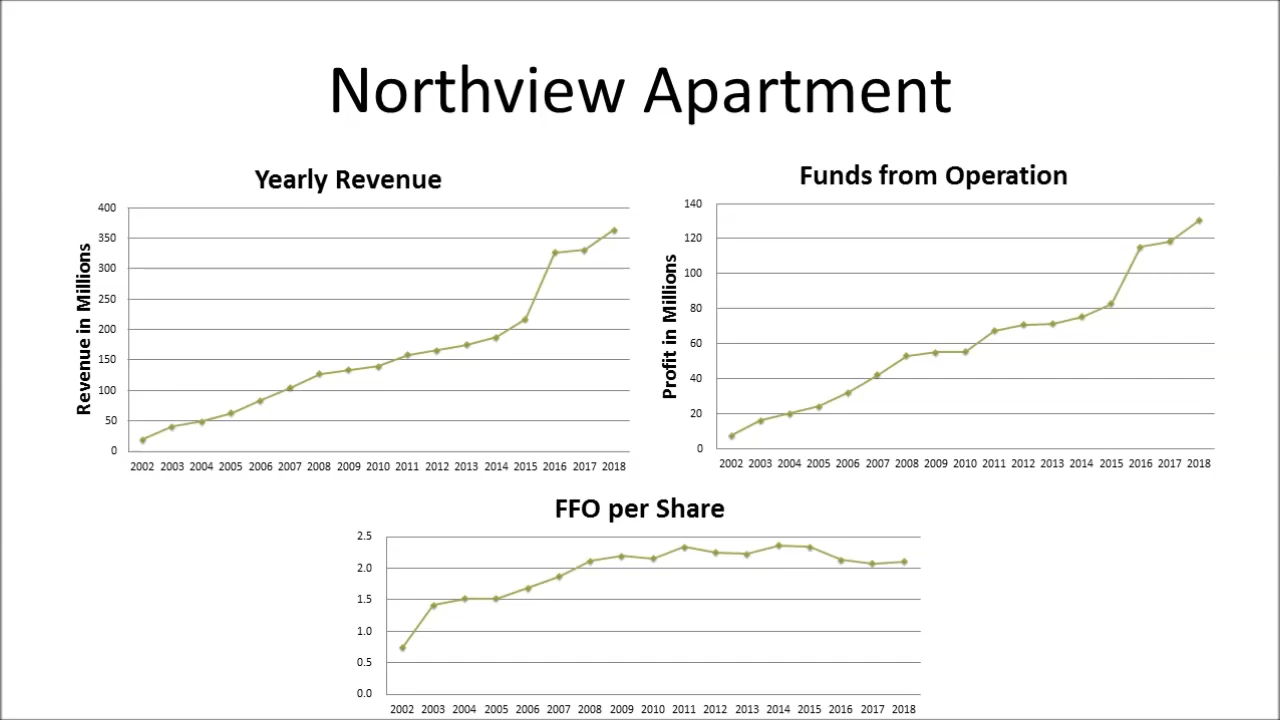 Northview Apartment
Yearly Revenue
Revenue in Millions
400
350
300
250
200
150
100
50
0
2002 2003 2004 2005 2006 2007 2008 2009 2010 2011 2012 2013 2014 2015 2016 2017 2018
Funds from Operation
Profit in Millions
140
120
100
80
60
40
20
0
2002 2003 2004 2005 2006 2007 2008 2009 2010 2011 2012 2013 2014 2015 2016 2017 2018
FFO per Share
2.5
2.0
1.5
1.0
0.5
0.0
2002 2003 2004 2005 2006 2007 2008 2009 2010 2011 2012 2013 2014 2015 2016 2017 2018